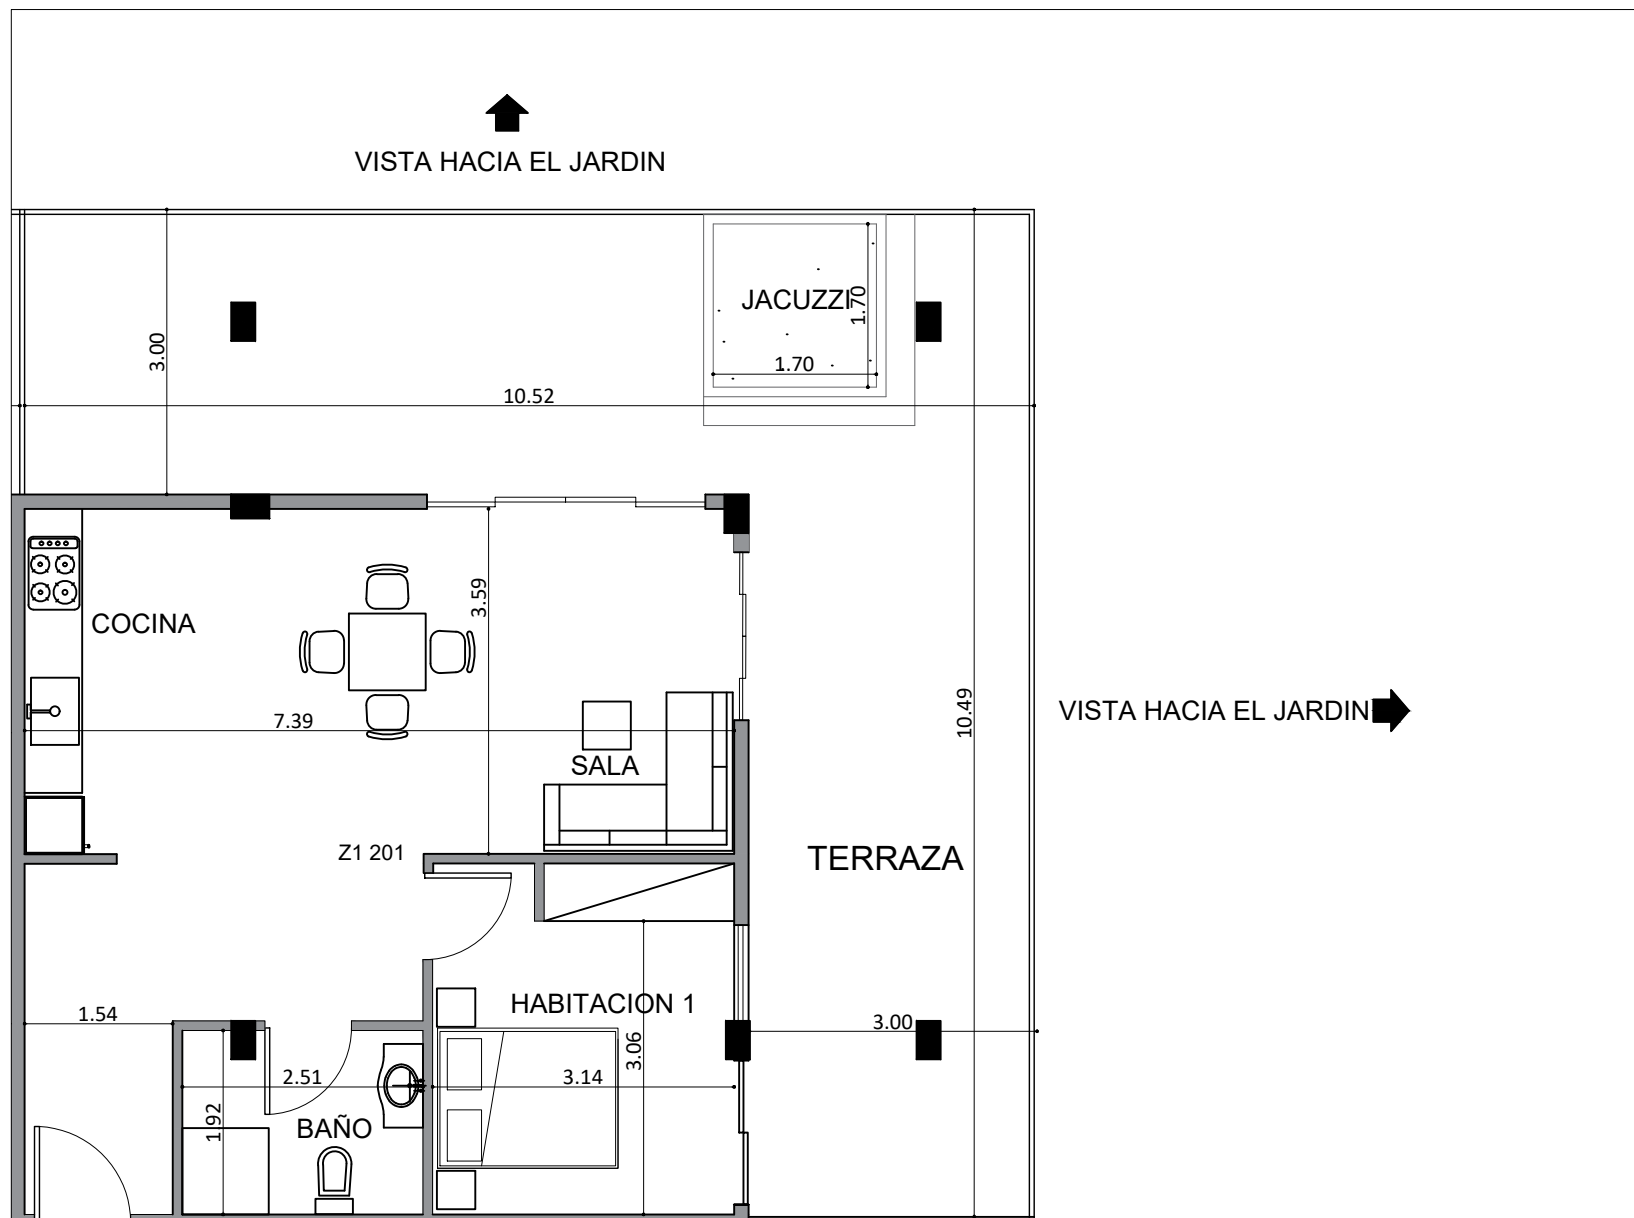 VISTA HACIA EL JARDIN
JACUZZI
1.70
3.00
1.70
10.52
3.59
COCINA
10.49
VISTA HACIA EL JARDIN
7.39
SALA
Z1 201
TERRAZA
HABITACION 1
1.54
3.00
3.06
2.51
3.14
1.92
BAÑO